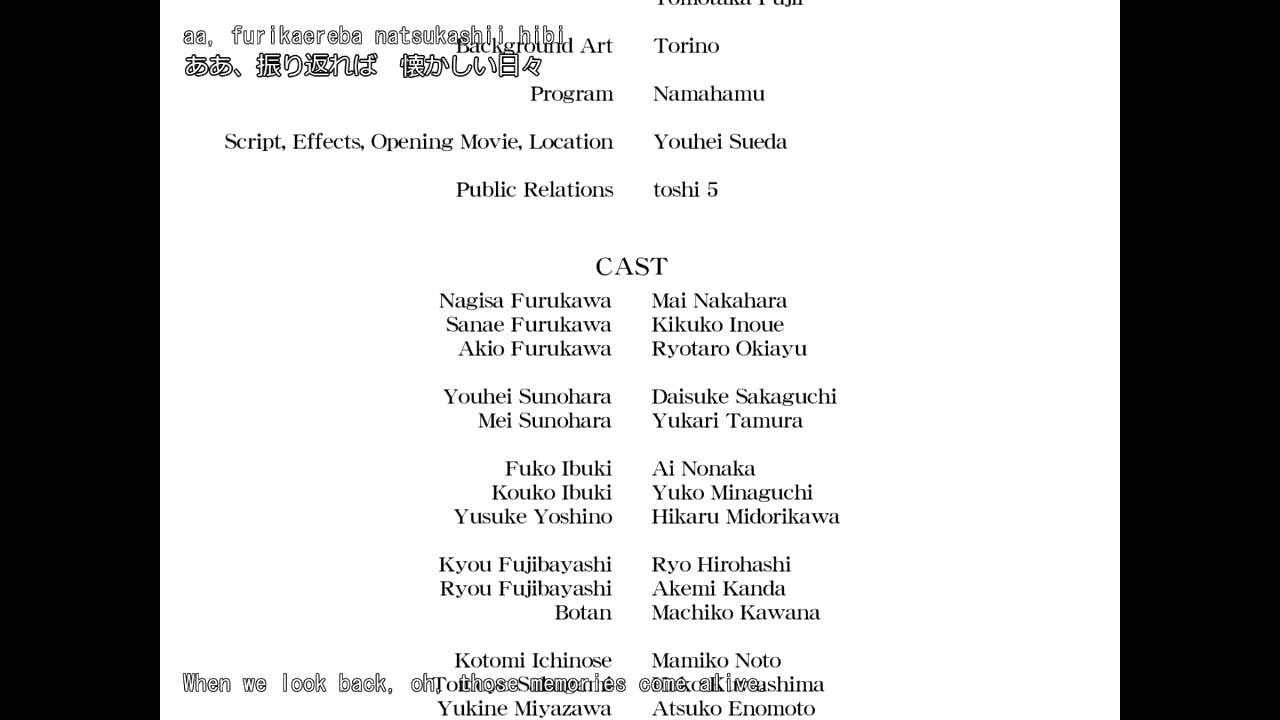 Tomotaka Fujii
aa, furikaereba natsukashii hibi
Background Art Torino
ああ、振り返れば 懐かしい日々
Program Namahamu
Script, Effects, Opening Movie, Location Youhei Sueda
Public Relations toshi 5
CAST
Nagisa Furukawa Mai Nakahara
Sanae Furukawa Kikuko Inoue
Akio Furukawa Ryotaro Okiayu
Youhei Sunohara Daisuke Sakaguchi
Mei Sunohara Yukari Tamura
Fuko Ibuki Ai Nonaka
Kouko Ibuki Yuko Minaguchi
Yusuke Yoshino Hikaru Midorikawa
Kyou Fujibayashi Ryo Hirohashi
Ryou Fujibayashi Akemi Kanda
Botan Machiko Kawana
Kotomi Ichinose Mamiko Noto
When we look back, oh, those memories come alive.
Yukine Miyazawa Atsuko Enomoto